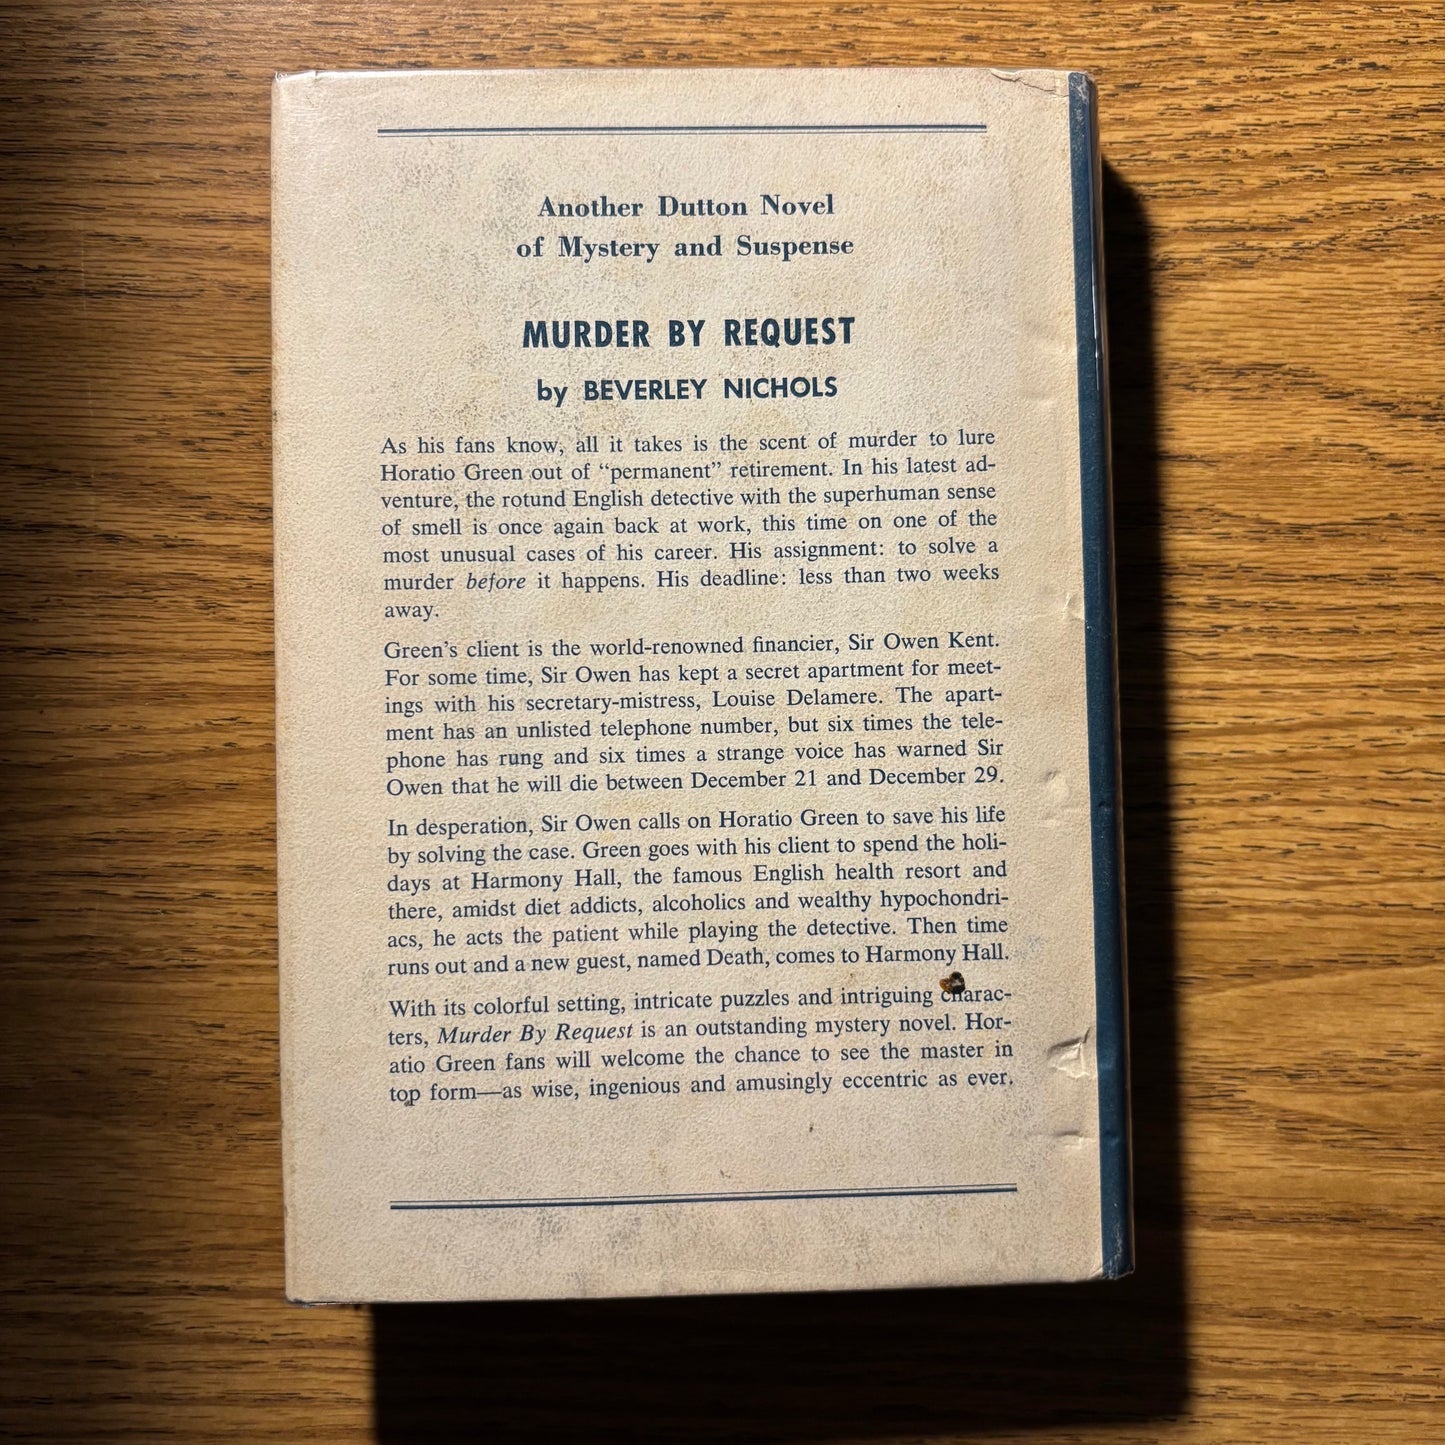 Another Dutton Novel
of Mystery and Suspense
MURDER BY REQUEST
by BEVERLEY NICHOLS
As his fans know, all it takes is the scent of murder to lure
Horatio Green out of “permanent” retirement. In his latest ad-
venture, the rotund English detective with the superhuman sense
of smell is once again back at work, this time on one of the
most unusual cases of his career. His assignment: to solve a
murder before it happens. His deadline: less than two weeks
away.
Green’s client is the world-renowned financier, Sir Owen Kent.
For some time, Sir Owen has kept a secret apartment for meet-
ings with his secretary-mistress, Louise Delamere. The apart-
ment has an unlisted telephone number, but six times the tele-
phone has rung and six times a strange voice has warned Sir
Owen that he will die between December 21 and December 29.
In desperation, Sir Owen calls on Horatio Green to save his life
by solving the case. Green goes with his client to spend the holi-
days at Harmony Hall, the famous English health resort and
there, amidst diet addicts, alcoholics and wealthy hypochondri-
acs, he acts the patient while playing the detective. Then time
runs out and a new guest, named Death, comes to Harmony Hall.
With its colorful setting, intricate puzzles and intriguing charac-
ters, Murder By Request is an outstanding mystery novel. Hor-
atio Green fans will welcome the chance to see the master in
top form—as wise, ingenious and amusingly eccentric as ever.